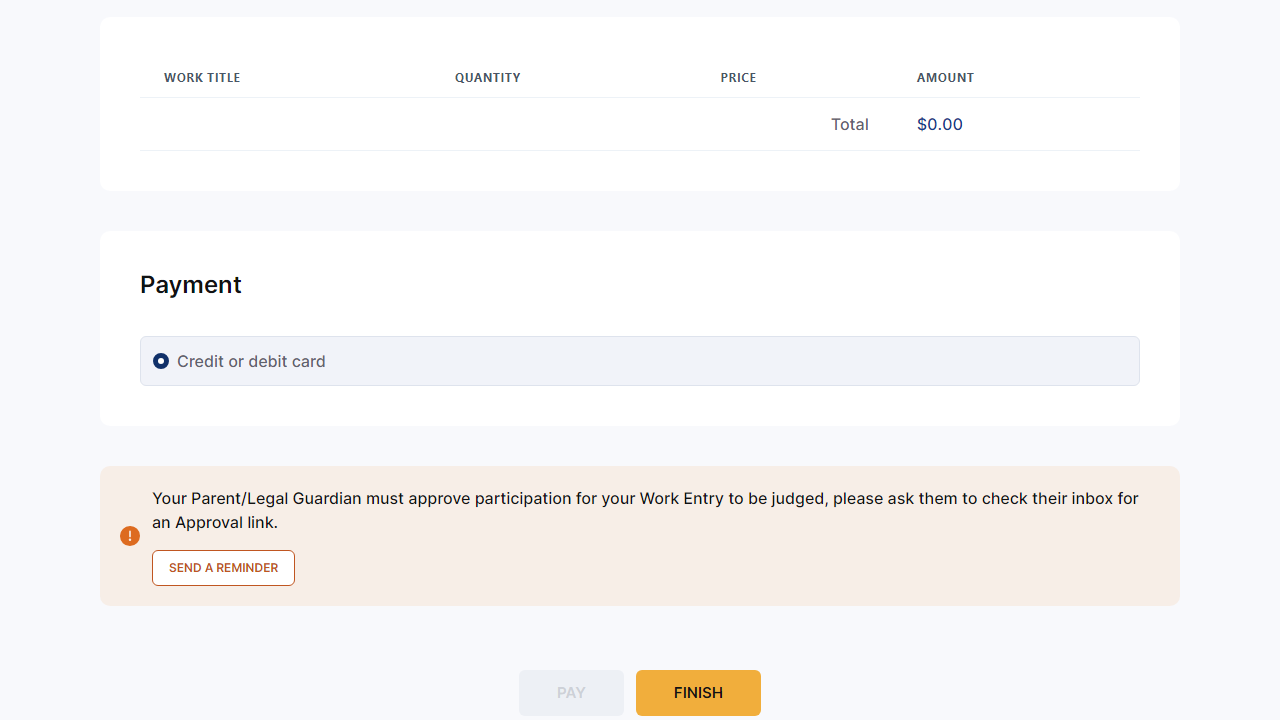 WORK TITLE QUANTITY PRICE AMOUNT
Total $0.00
Payment
Credit or debit card
Your Parent/Legal Guardian must approve participation for your Work Entry to be judged, please ask them to check their inbox for
an Approval link.
SEND A REMINDER
PAY FINISH